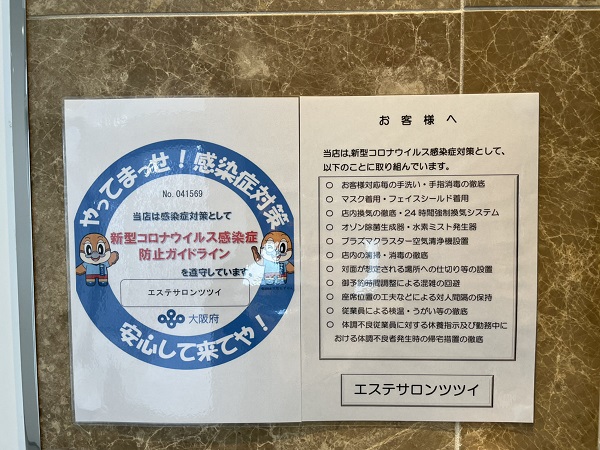 やってまっせ！感染症対策
No. 041569
当店は感染症対策として
新型コロナウイルス感染症
防止ガイドライン
を遵守しています。
エステサロンツツイ
大阪府
安心して来てや！
お客様へ
当店は、新型コロナウイルス感染症対策として、
以下のことに取り組んでいます。
○ お客様対応毎の手洗い・手指消毒の徹底
○ マスク着用・フェイスシールド着用
○ 店内換気の徹底・24時間強制換気システム
○ オゾン除菌生成器・水素ミスト発生器
○ プラズマクラスター空気清浄機設置
○ 店内の清掃・消毒の徹底
○ 対面が想定される場所への仕切り等の設置
○ 御予約時間調整による混雑の回避
○ 座席位置の工夫などによる対人間隔の保持
○ 従業員による検温・うがい等の徹底
○ 体調不良従業員に対する休養指示及び勤務中に
おける体調不良者発生時の帰宅措置の徹底
エステサロンツツイ